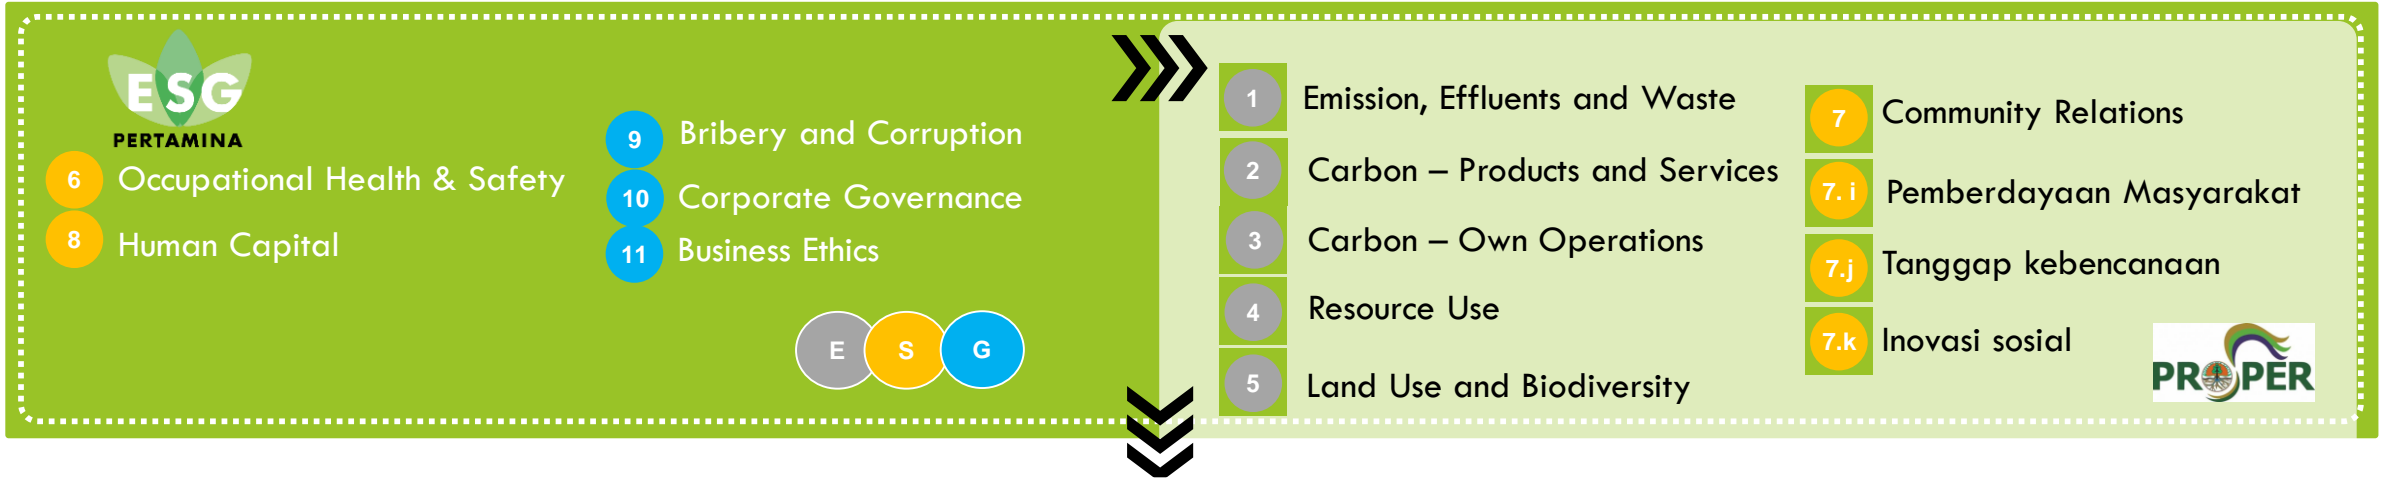 ESG
PERTAMINA
6 Occupational Health & Safety
8 Human Capital
9 Bribery and Corruption
10 Corporate Governance
11 Business Ethics
E S G
1 Emission, Effluents and Waste
2 Carbon – Products and Services
3 Carbon – Own Operations
4 Resource Use
5 Land Use and Biodiversity
7 Community Relations
7. i Pemberdayaan Masyarakat
7.j Tanggap kebencanaan
7.k Inovasi sosial
PROPER